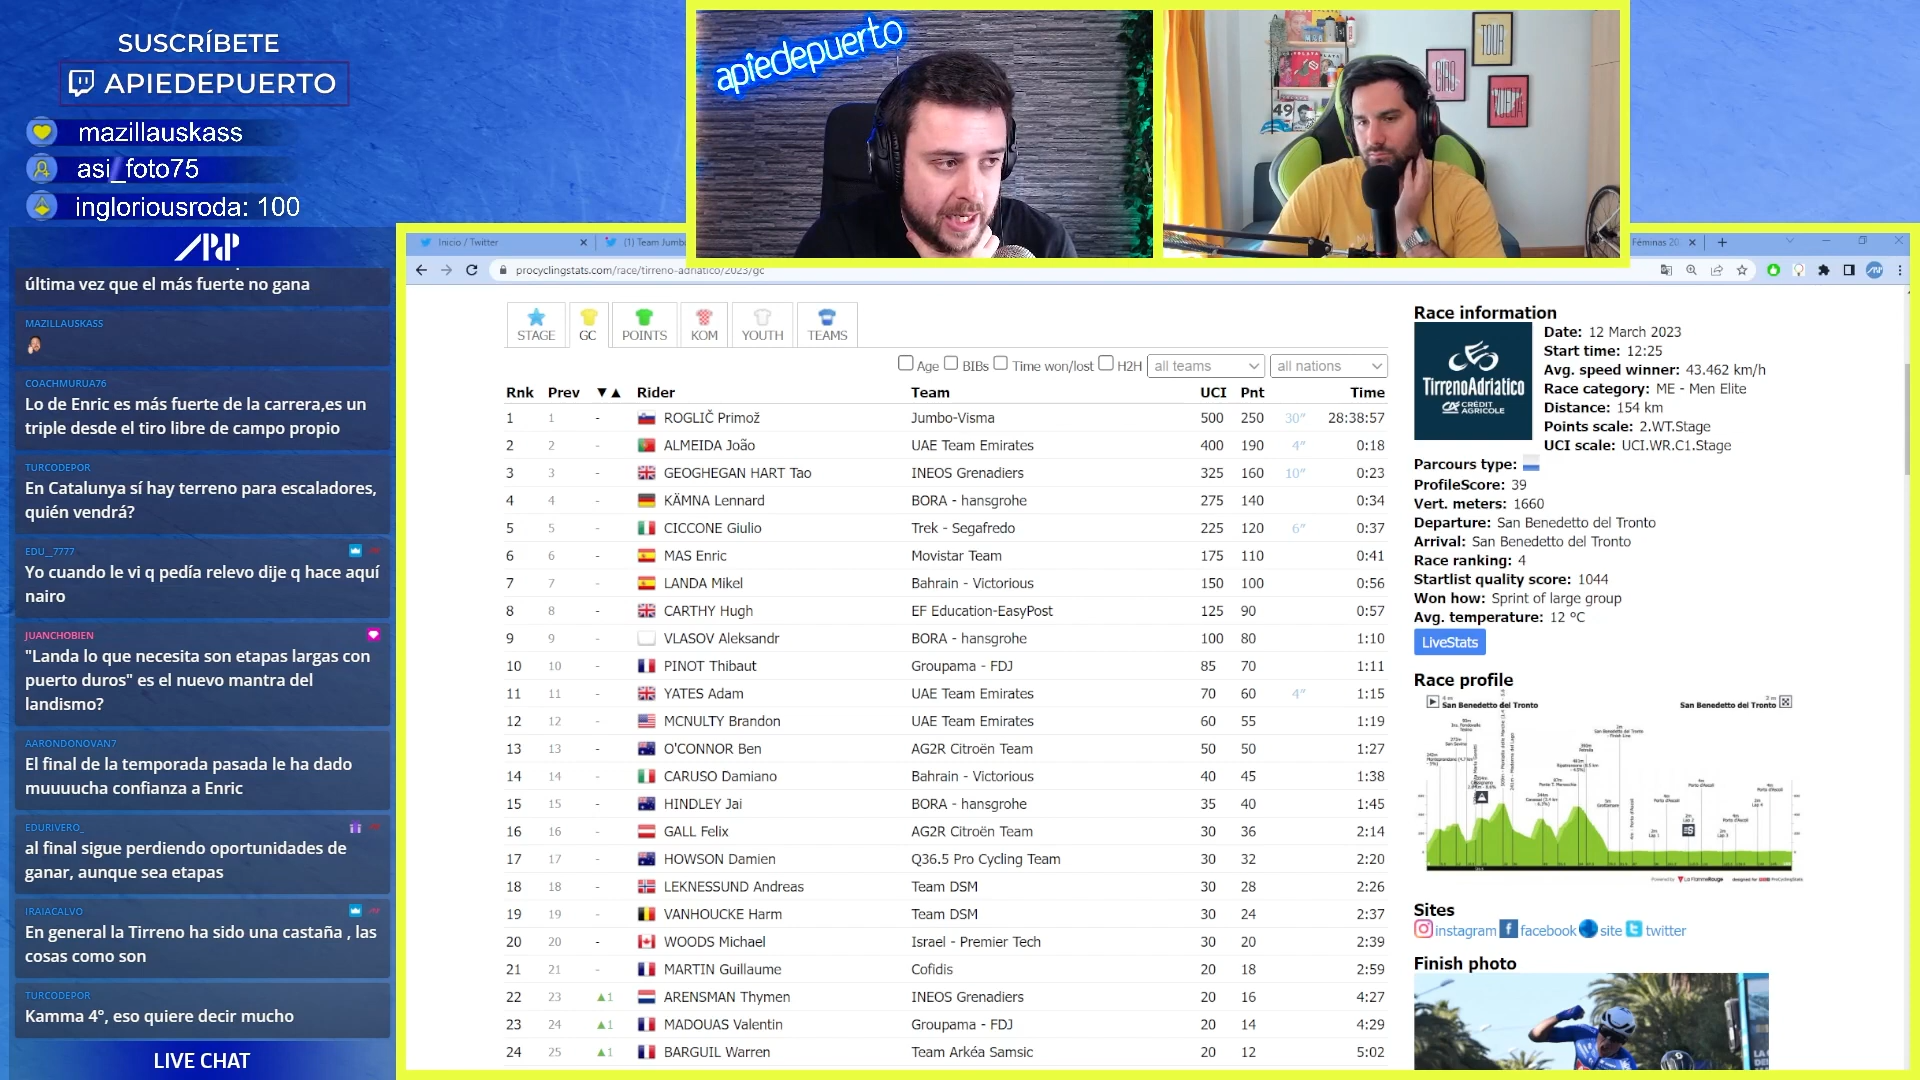 SUSCRÍBETE
APIEDEPUERTO
mazillauskass
asi_foto75
ingloriousroda: 100
última vez que el más fuerte no gana
MAZILLAUSKASS
COACHMURUA76
Lo de Enric es más fuerte de la carrera,es un
triple desde el tiro libre de campo propio
TURCODEPOR
En Catalunya sí hay terreno para escaladores,
quién vendrá?
EDU__7777
Yo cuando le vi q pedía relevo dije q hace aquí
nairo
JUANCHOBIEN
"Landa lo que necesita son etapas largas con
puerto duros" es el nuevo mantra del
landismo?
AARONDONOVAN7
El final de la temporada pasada le ha dado
muuuucha confianza a Enric
EDURIVERO_
al final sigue perdiendo oportunidades de
ganar, aunque sea etapas
IRAIACALVO
En general la Tirreno ha sido una castaña , las
cosas como son
TURCODEPOR
Kamma 4º, eso quiere decir mucho
LIVE CHAT
apiedepuerto
TOUR
GIRO
VUELTA
49
Inicio / Twitter
(1) Team Jumb
Féminas 20
procyclingstats.com/race/tirreno-adriatico/2023/gc
STAGE GC POINTS KOM YOUTH TEAMS
Age BIBs Time won/lost H2H all teams all nations
Rnk Prev ▼▲ Rider Team UCI Pnt Time
1 1 - ROGLIČ Primož Jumbo-Visma 500 250 30″ 28:38:57
2 2 - ALMEIDA João UAE Team Emirates 400 190 4″ 0:18
3 3 - GEOGHEGAN HART Tao INEOS Grenadiers 325 160 10″ 0:23
4 4 - KÄMNA Lennard BORA - hansgrohe 275 140 0:34
5 5 - CICCONE Giulio Trek - Segafredo 225 120 6″ 0:37
6 6 - MAS Enric Movistar Team 175 110 0:41
7 7 - LANDA Mikel Bahrain - Victorious 150 100 0:56
8 8 - CARTHY Hugh EF Education-EasyPost 125 90 0:57
9 9 - VLASOV Aleksandr BORA - hansgrohe 100 80 1:10
10 10 - PINOT Thibaut Groupama - FDJ 85 70 1:11
11 11 - YATES Adam UAE Team Emirates 70 60 4″ 1:15
12 12 - MCNULTY Brandon UAE Team Emirates 60 55 1:19
13 13 - O'CONNOR Ben AG2R Citroën Team 50 50 1:27
14 14 - CARUSO Damiano Bahrain - Victorious 40 45 1:38
15 15 - HINDLEY Jai BORA - hansgrohe 35 40 1:45
16 16 - GALL Felix AG2R Citroën Team 30 36 2:14
17 17 - HOWSON Damien Q36.5 Pro Cycling Team 30 32 2:20
18 18 - LEKNESSUND Andreas Team DSM 30 28 2:26
19 19 - VANHOUCKE Harm Team DSM 30 24 2:37
20 20 - WOODS Michael Israel - Premier Tech 30 20 2:39
21 21 - MARTIN Guillaume Cofidis 20 18 2:59
22 23 ▲1 ARENSMAN Thymen INEOS Grenadiers 20 16 4:27
23 24 ▲1 MADOUAS Valentin Groupama - FDJ 20 14 4:29
24 25 ▲1 BARGUIL Warren Team Arkéa Samsic 20 12 5:02
Race information
TirrenoAdriatico
CRÉDIT
AGRICOLE
Date: 12 March 2023
Start time: 12:25
Avg. speed winner: 43.462 km/h
Race category: ME - Men Elite
Distance: 154 km
Points scale: 2.WT.Stage
UCI scale: UCI.WR.C1.Stage
Parcours type:
ProfileScore: 39
Vert. meters: 1660
Departure: San Benedetto del Tronto
Arrival: San Benedetto del Tronto
Race ranking: 4
Startlist quality score: 1044
Won how: Sprint of large group
Avg. temperature: 12 °C
LiveStats
Race profile
San Benedetto del Tronto San Benedetto del Tronto
Sites
instagram facebook site twitter
Finish photo